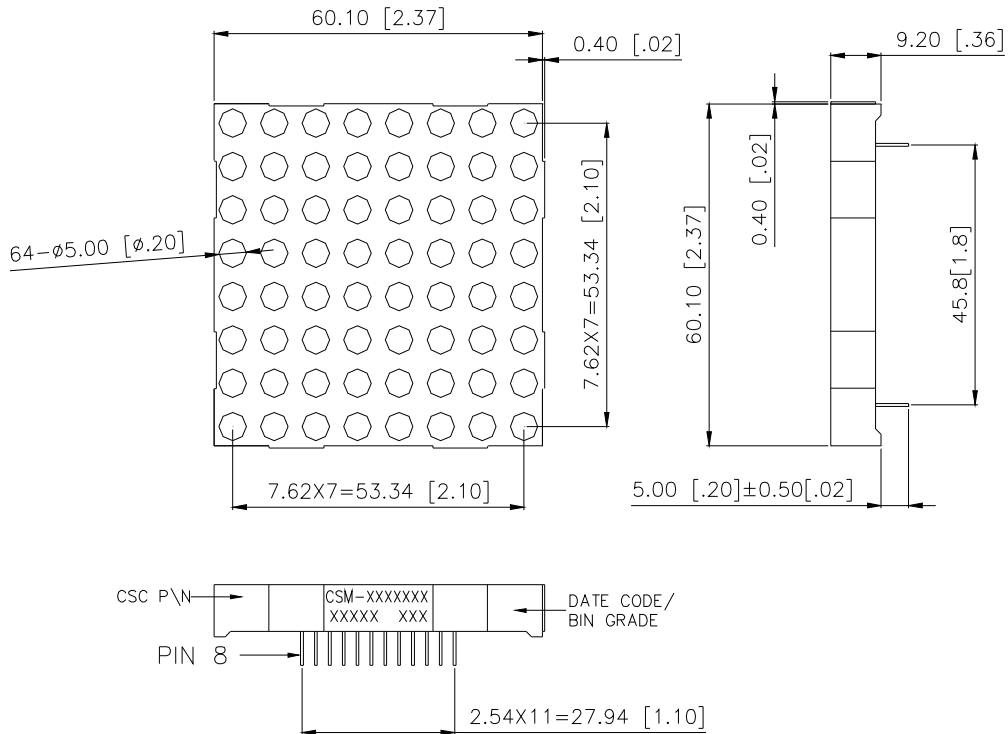 60.10 [2.37]
0.40 [.02]
9.20 [.36]
64-ø5.00 [ø.20]
7.62X7=53.34 [2.10]
60.10 [2.37]
0.40 [.02]
45.8[1.8]
7.62X7=53.34 [2.10]
5.00 [.20]±0.50[.02]
CSC P\N
CSM-XXXXXXX
XXXXX XXX
DATE CODE/
BIN GRADE
PIN 8
2.54X11=27.94 [1.10]